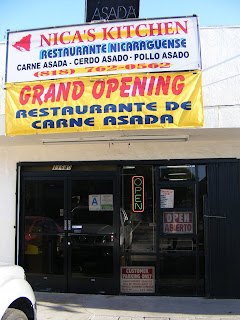 ASADA
NICA'S KITCHEN
RESTAURANTE NICARAGUENSE
CARNE ASADA - CERDO ASADO - POLLO ASADO
(818) 762-0502
GRAND OPENING
RESTAURANTE DE
CARNE ASADA
A
OPEN
OPEN
ABIERTO
CUSTOMER
PARKING ONLY